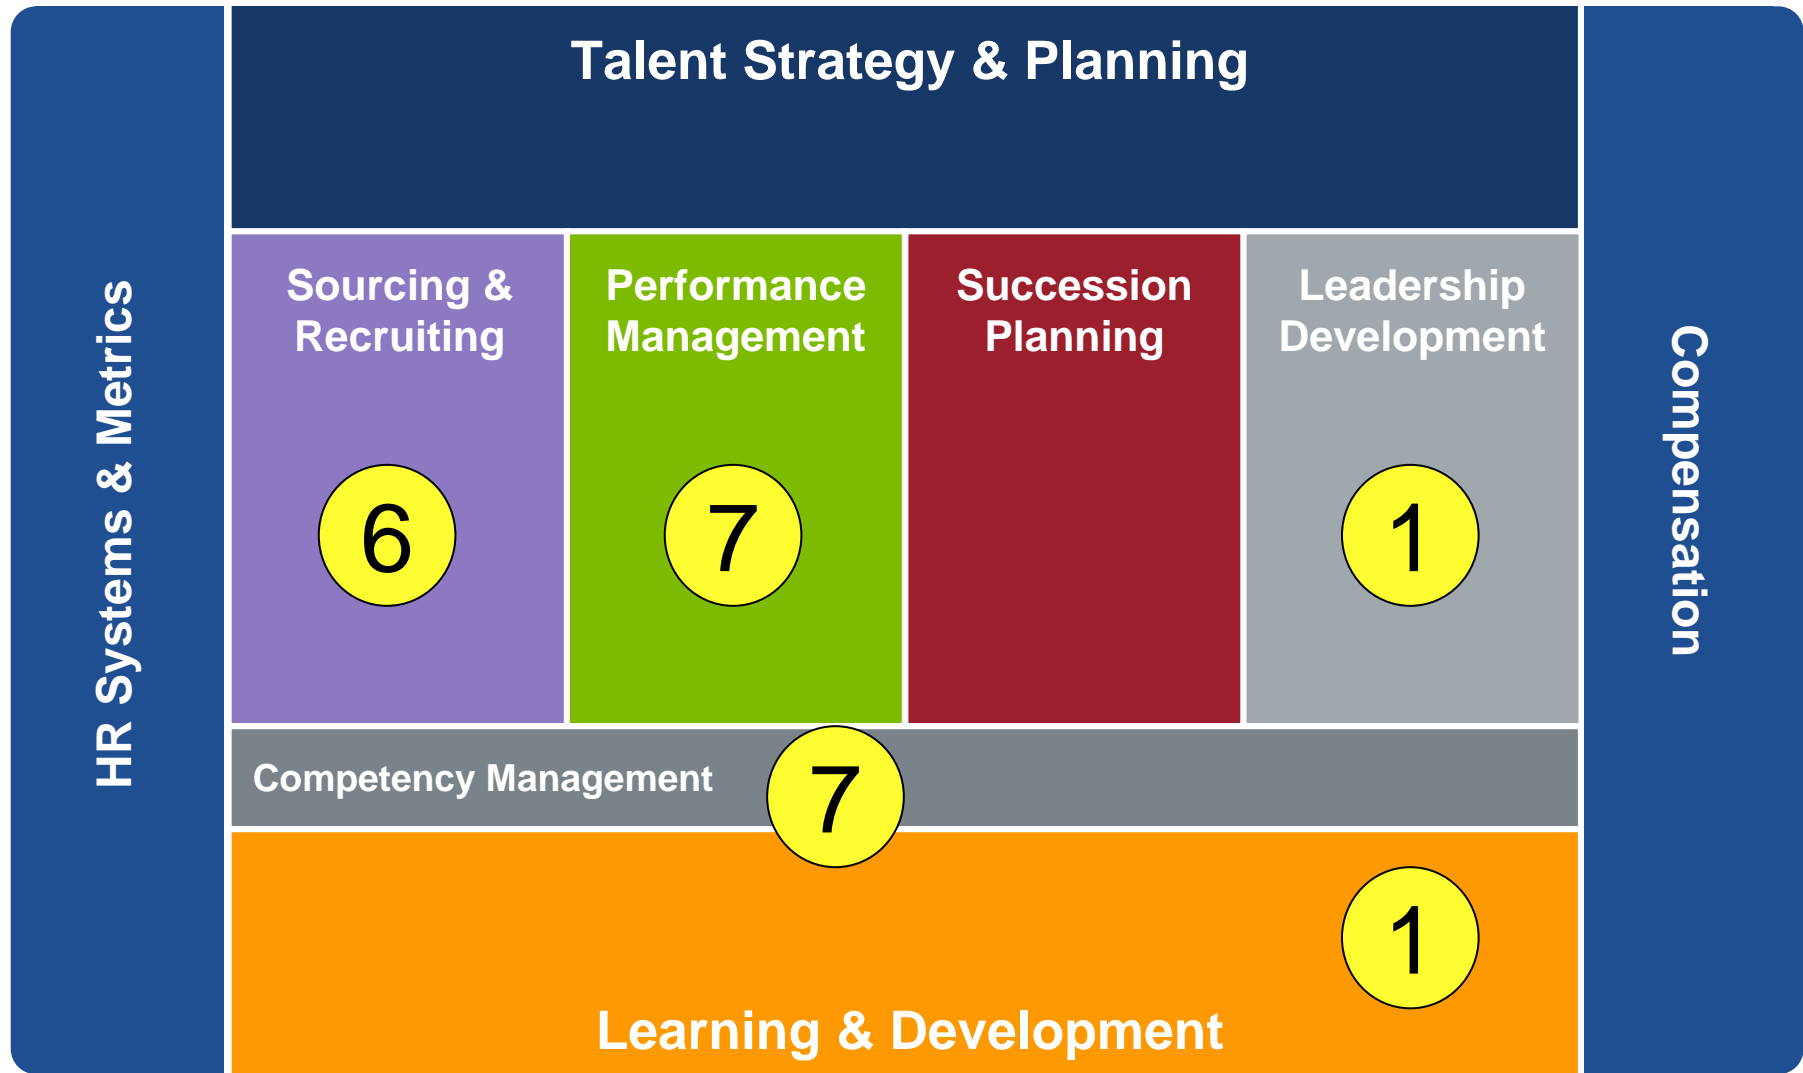 Talent Strategy & Planning
HR Systems & Metrics
Sourcing &
Recruiting
6
Performance
Management
7
Succession
Planning
Leadership
Development
1
Compensation
Competency Management
7
1
Learning & Development